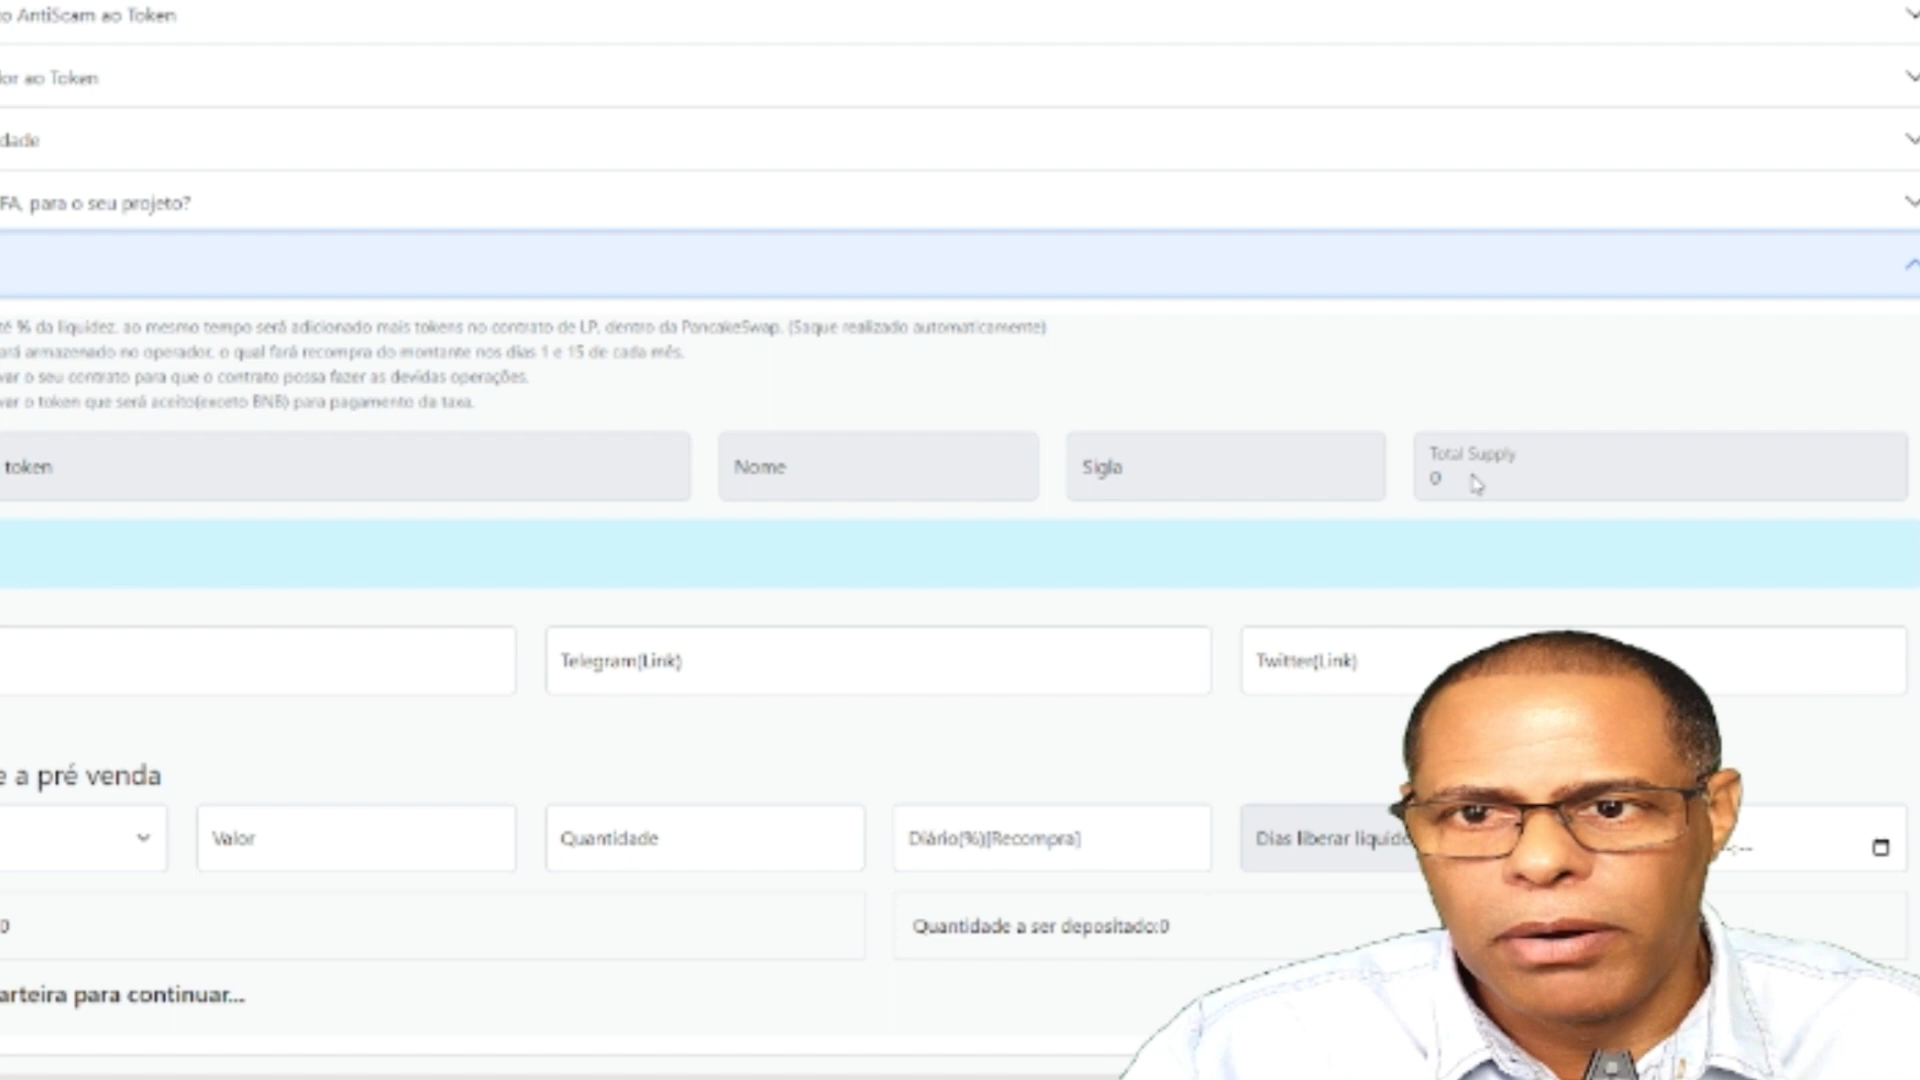 o AntiScam ao Token
lor ao Token
dade
FA, para o seu projeto?
té % da liquidez, ao mesmo tempo será adicionado mais tokens no contrato de LP, dentro da PancakeSwap. (Saque realizado automaticamente)
ará armazenado no operador, o qual fará recompra do montante nos dias 1 e 15 de cada mês.
var o seu contrato para que o contrato possa fazer as devidas operações.
var o token que será aceito(exceto BNB) para pagamento da taxa.
token Nome Sigla Total Supply
0
Telegram(Link) Twitter(Link)
e a pré venda
Valor Quantidade Diário(%)[Recompra] Dias liberar liquide
0 Quantidade a ser depositado:0
arteira para continuar...